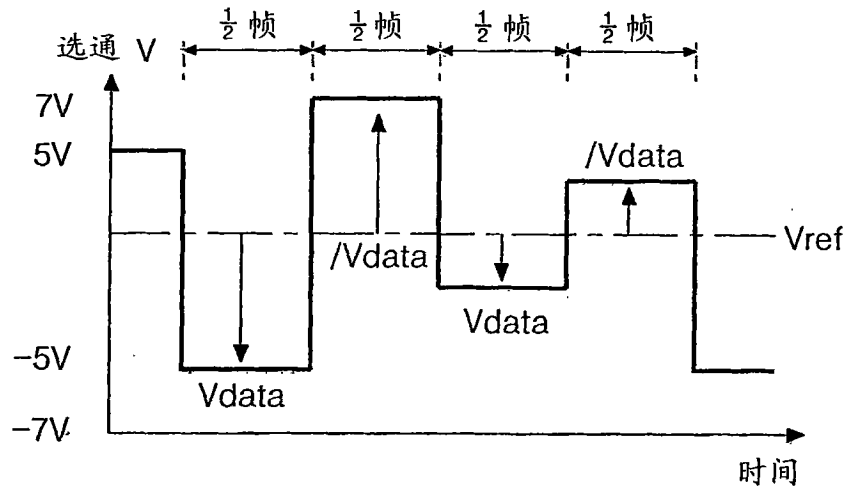 ½ 帧 ½ 帧 ½ 帧 ½ 帧
选通 V
7V
5V
/Vdata
Vref
/Vdata
Vdata
-5V
Vdata
-7V
时间